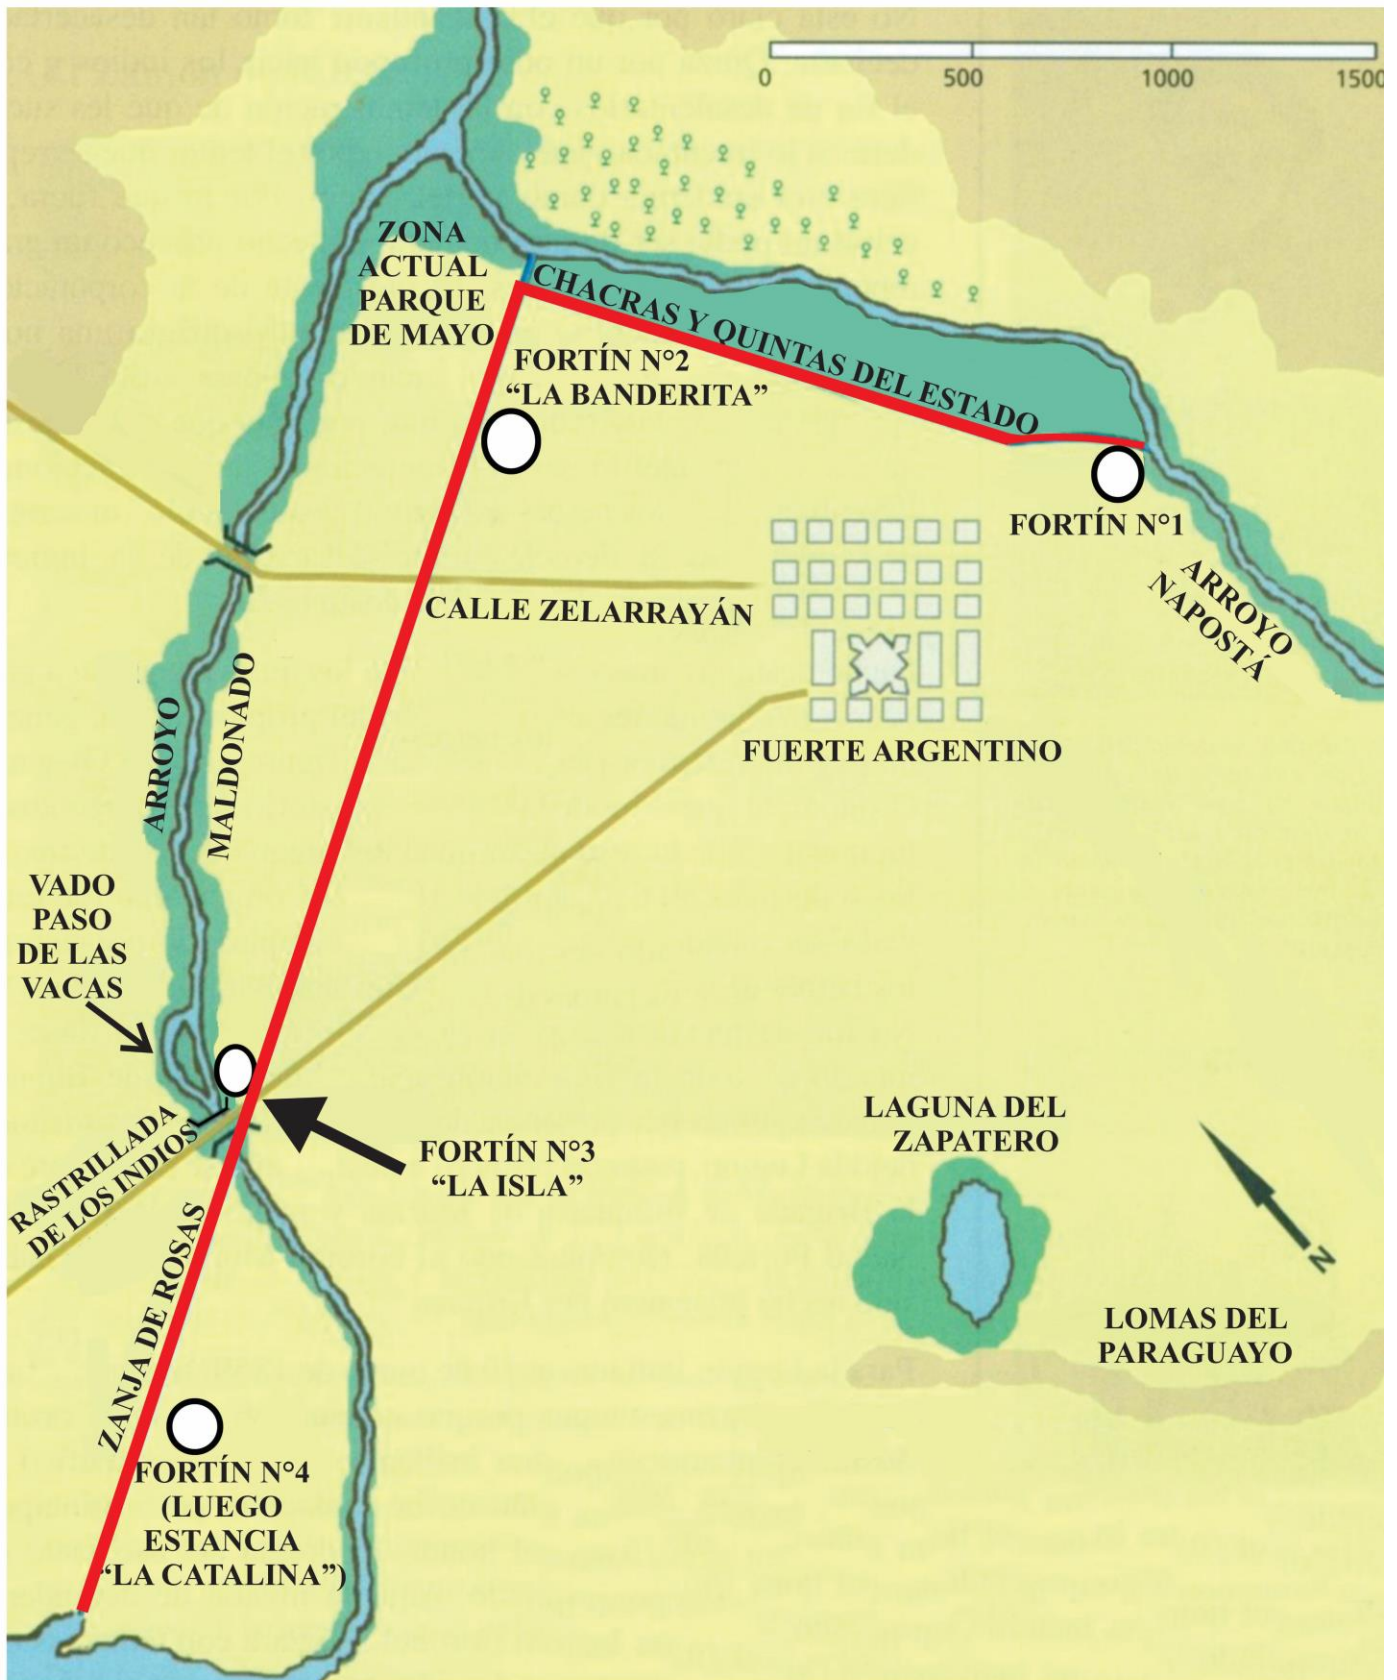 0 500 1000 1500
ZONA
ACTUAL
PARQUE
DE MAYO
CHACRAS Y QUINTAS DEL ESTADO
FORTÍN N°2
“LA BANDERITA”
FORTÍN N°1
ARROYO
NAPOSTÁ
CALLE ZELARRAYÁN
FUERTE ARGENTINO
ARROYO
MALDONADO
VADO
PASO
DE LAS
VACAS
RASTRILLADA
DE LOS INDIOS
FORTÍN N°3
“LA ISLA”
LAGUNA DEL
ZAPATERO
N
LOMAS DEL
PARAGUAYO
ZANJA DE ROSAS
FORTÍN N°4
(LUEGO
ESTANCIA
“LA CATALINA”)